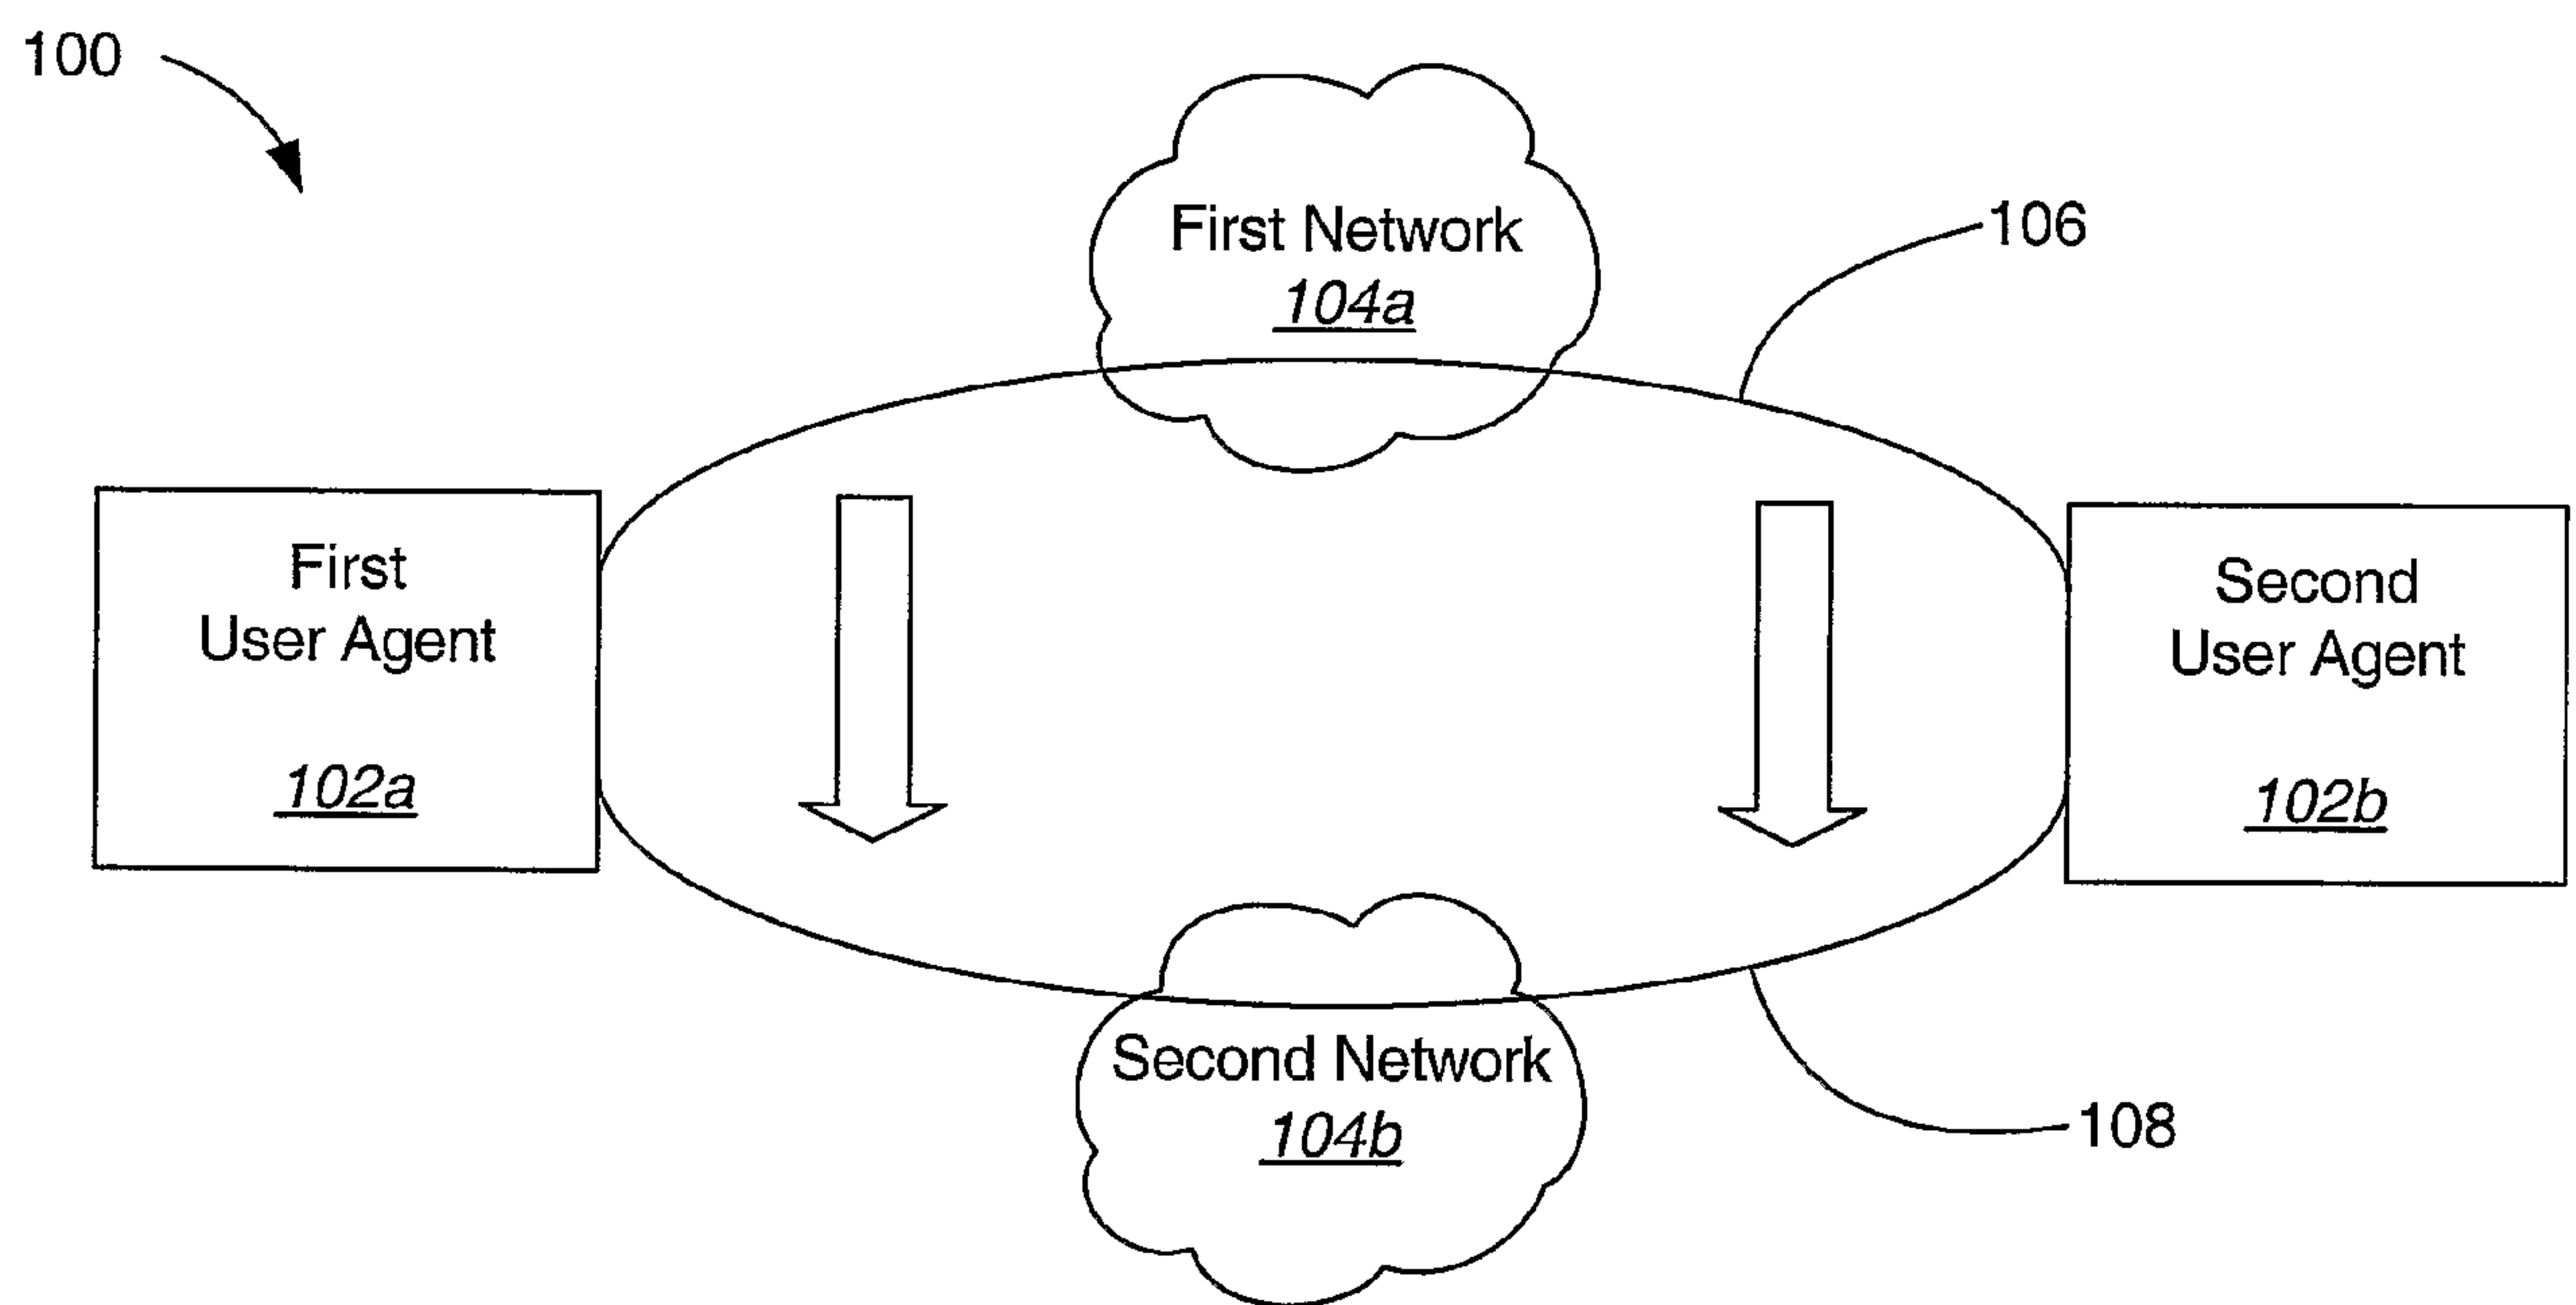 100
First Network
104a
106
First
User Agent
102a
Second
User Agent
102b
Second Network
104b
108